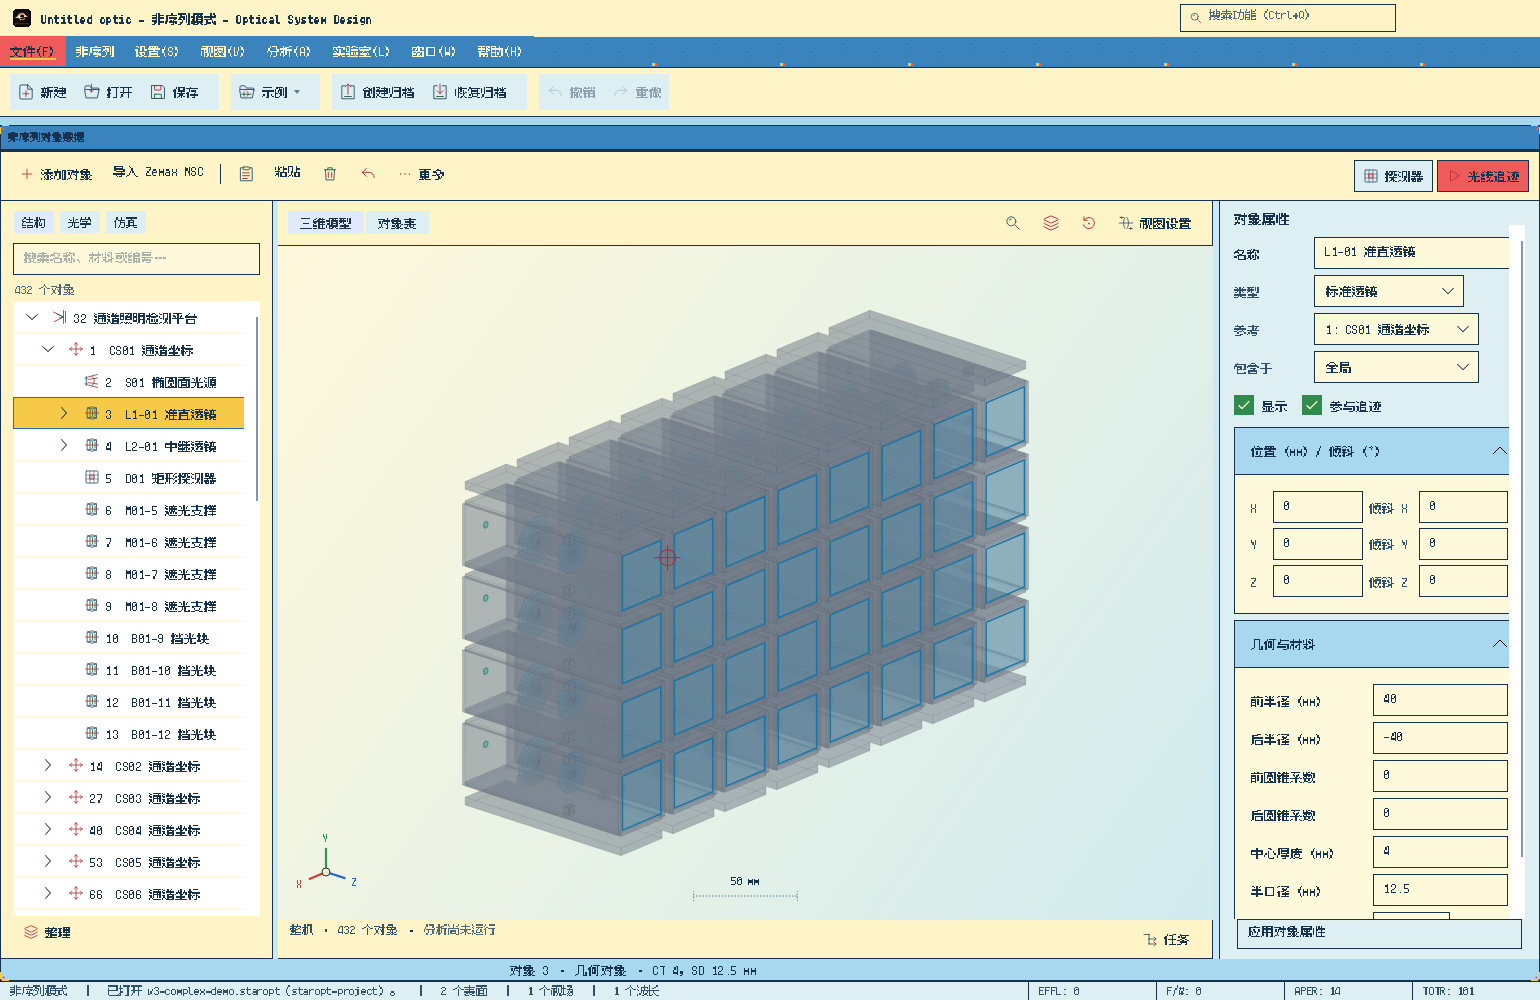 Untitled optic - 非序列模式 - Optical System Design
搜索功能 (Ctrl+Q)
文件(F) 非序列 设置(S) 视图(V) 分析(A) 实验室(L) 窗口(W) 帮助(H)
新建 打开 保存 示例 创建归档 恢复归档 撤销 重做
非序列对象数据
添加对象 导入 Zemax NSC 粘贴 更多 探测器 光线追迹
结构 光学 仿真
搜索名称、材料或编号…
432 个对象
32 通道照明检测平台
1 CS01 通道坐标
2 S01 椭圆面光源
3 L1-01 准直透镜
4 L2-01 中继透镜
5 D01 矩形探测器
6 M01-5 遮光支撑
7 M01-6 遮光支撑
8 M01-7 遮光支撑
9 M01-8 遮光支撑
10 B01-9 挡光块
11 B01-10 挡光块
12 B01-11 挡光块
13 B01-12 挡光块
14 CS02 通道坐标
27 CS03 通道坐标
40 CS04 通道坐标
53 CS05 通道坐标
66 CS06 通道坐标
整理
三维模型 对象表 视图设置
Y
X
Z
50 mm
整机 · 432 个对象 · 分析尚未运行
任务
对象属性
名称 L1-01 准直透镜
类型 标准透镜
参考 1: CS01 通道坐标
包含于 全局
显示 参与追迹
位置 (mm) / 倾斜 (°)
X 0 倾斜 X 0
Y 0 倾斜 Y 0
Z 0 倾斜 Z 0
几何与材料
前半径 (mm) 40
后半径 (mm) -40
前圆锥系数 0
后圆锥系数 0
中心厚度 (mm) 4
半口径 (mm) 12.5
应用对象属性
对象 3 - 几何对象 - CT 4, SD 12.5 mm
非序列模式 | 已打开 w3-complex-demo.staropt (staropt-project) 。 | 2 个表面 | 1 个视场 | 1 个波长
EFFL: 0
F/#: 0
APER: 14
TOTR: 101